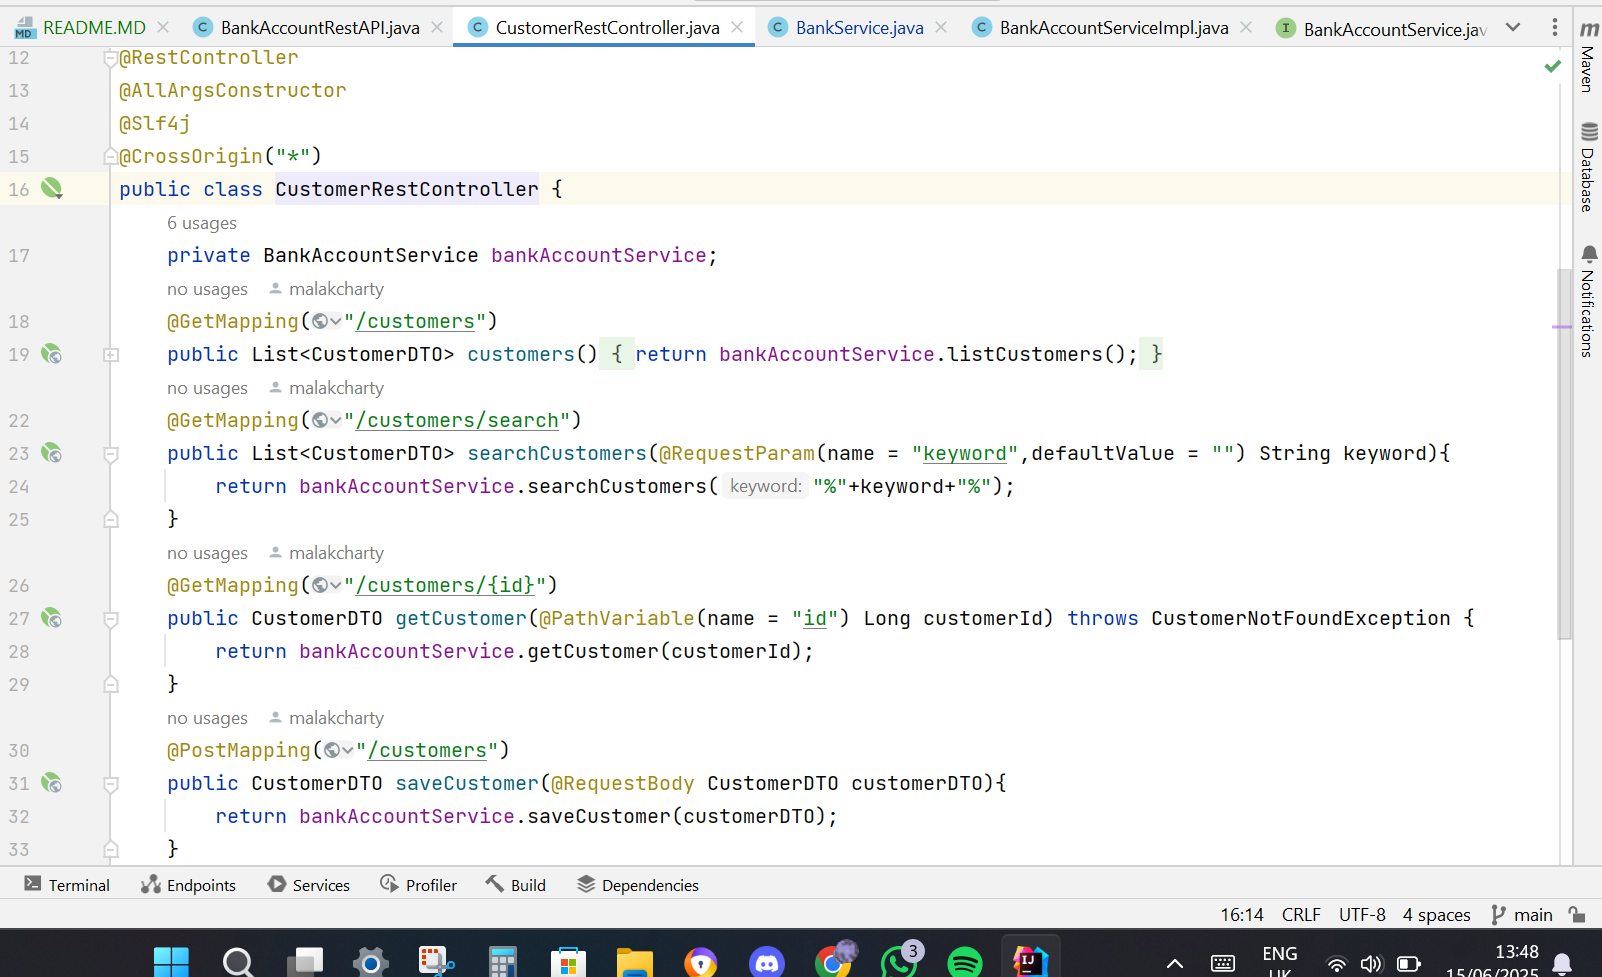 README.MD BankAccountRestAPI.java CustomerRestController.java BankService.java BankAccountServiceImpl.java BankAccountService.jav
12 @RestController
13 @AllArgsConstructor
14 @Slf4j
15 @CrossOrigin("*")
16 public class CustomerRestController {
6 usages
17 private BankAccountService bankAccountService;
no usages malakcharty
18 @GetMapping("/customers")
19 public List<CustomerDTO> customers() { return bankAccountService.listCustomers(); }
no usages malakcharty
22 @GetMapping("/customers/search")
23 public List<CustomerDTO> searchCustomers(@RequestParam(name = "keyword",defaultValue = "") String keyword){
24 return bankAccountService.searchCustomers( keyword: "%"+keyword+"%");
25 }
no usages malakcharty
26 @GetMapping("/customers/{id}")
27 public CustomerDTO getCustomer(@PathVariable(name = "id") Long customerId) throws CustomerNotFoundException {
28 return bankAccountService.getCustomer(customerId);
29 }
no usages malakcharty
30 @PostMapping("/customers")
31 public CustomerDTO saveCustomer(@RequestBody CustomerDTO customerDTO){
32 return bankAccountService.saveCustomer(customerDTO);
33 }
m
Maven
Database
Notifications
Terminal Endpoints Services Profiler Build Dependencies
16:14 CRLF UTF-8 4 spaces main
3
IJ
ENG
UK
13:48
15/06/2025